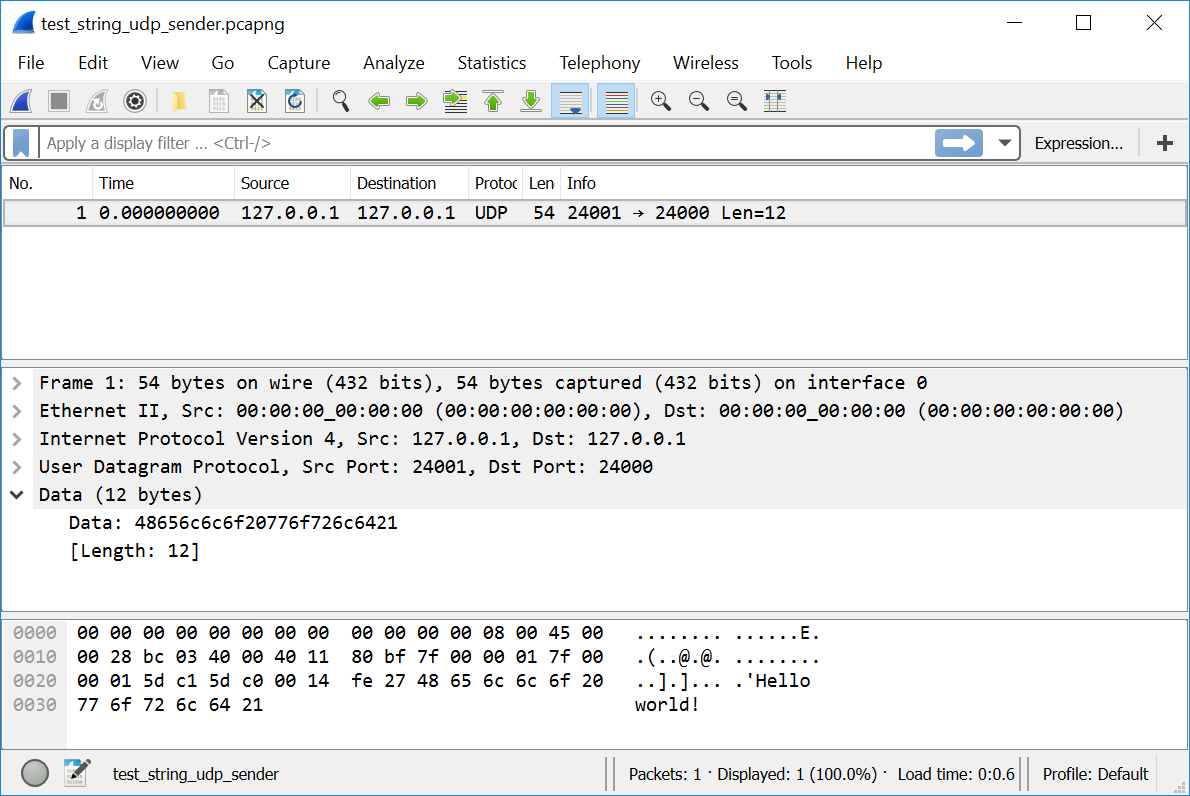 test_string_udp_sender.pcapng
File Edit View Go Capture Analyze Statistics Telephony Wireless Tools Help
Apply a display filter ... <Ctrl-/> Expression...
No. Time Source Destination Protoc Len Info
1 0.000000000 127.0.0.1 127.0.0.1 UDP 54 24001 → 24000 Len=12
Frame 1: 54 bytes on wire (432 bits), 54 bytes captured (432 bits) on interface 0
Ethernet II, Src: 00:00:00_00:00:00 (00:00:00:00:00:00), Dst: 00:00:00_00:00:00 (00:00:00:00:00:00)
Internet Protocol Version 4, Src: 127.0.0.1, Dst: 127.0.0.1
User Datagram Protocol, Src Port: 24001, Dst Port: 24000
Data (12 bytes)
Data: 48656c6c6f20776f726c6421
[Length: 12]
0000 00 00 00 00 00 00 00 00 00 00 00 00 08 00 45 00 ........ ......E.
0010 00 28 bc 03 40 00 40 11 80 bf 7f 00 00 01 7f 00 .(..@.@. ........
0020 00 01 5d c1 5d c0 00 14 fe 27 48 65 6c 6c 6f 20 ..].]... .'Hello
0030 77 6f 72 6c 64 21 world!
test_string_udp_sender Packets: 1 · Displayed: 1 (100.0%) · Load time: 0:0.6 Profile: Default